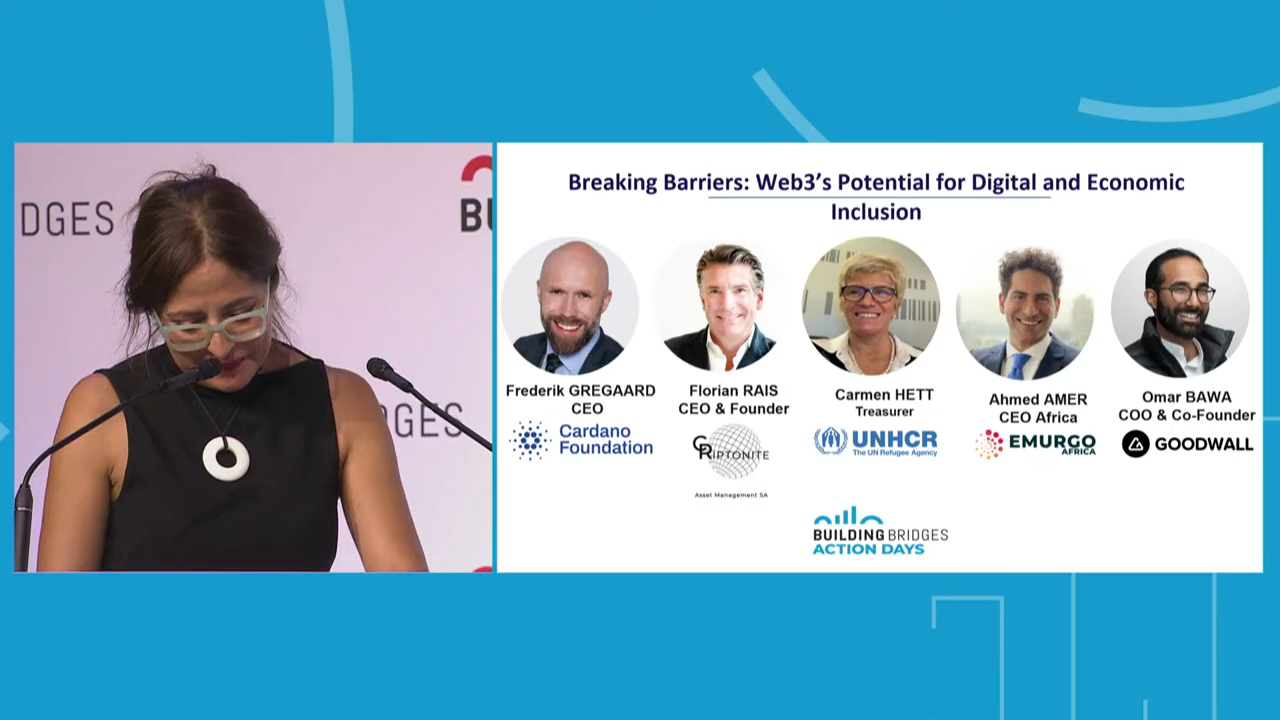 DGES
BU
DGES
Breaking Barriers: Web3's Potential for Digital and Economic
Inclusion
Frederik GREGAARD
CEO
Cardano
Foundation
Florian RAIS
CEO & Founder
CRIPTONITE
Asset Management SA
Carmen HETT
Treasurer
UNHCR
The UN Refugee Agency
Ahmed AMER
CEO Africa
EMURGO
AFRICA
Omar BAWA
COO & Co-Founder
GOODWALL
BUILDING BRIDGES
ACTION DAYS